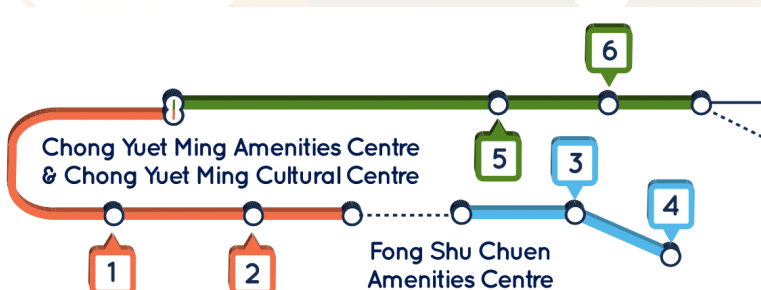 6
Chong Yuet Ming Amenities Centre
& Chong Yuet Ming Cultural Centre
5
3
4
1
2
Fong Shu Chuen
Amenities Centre